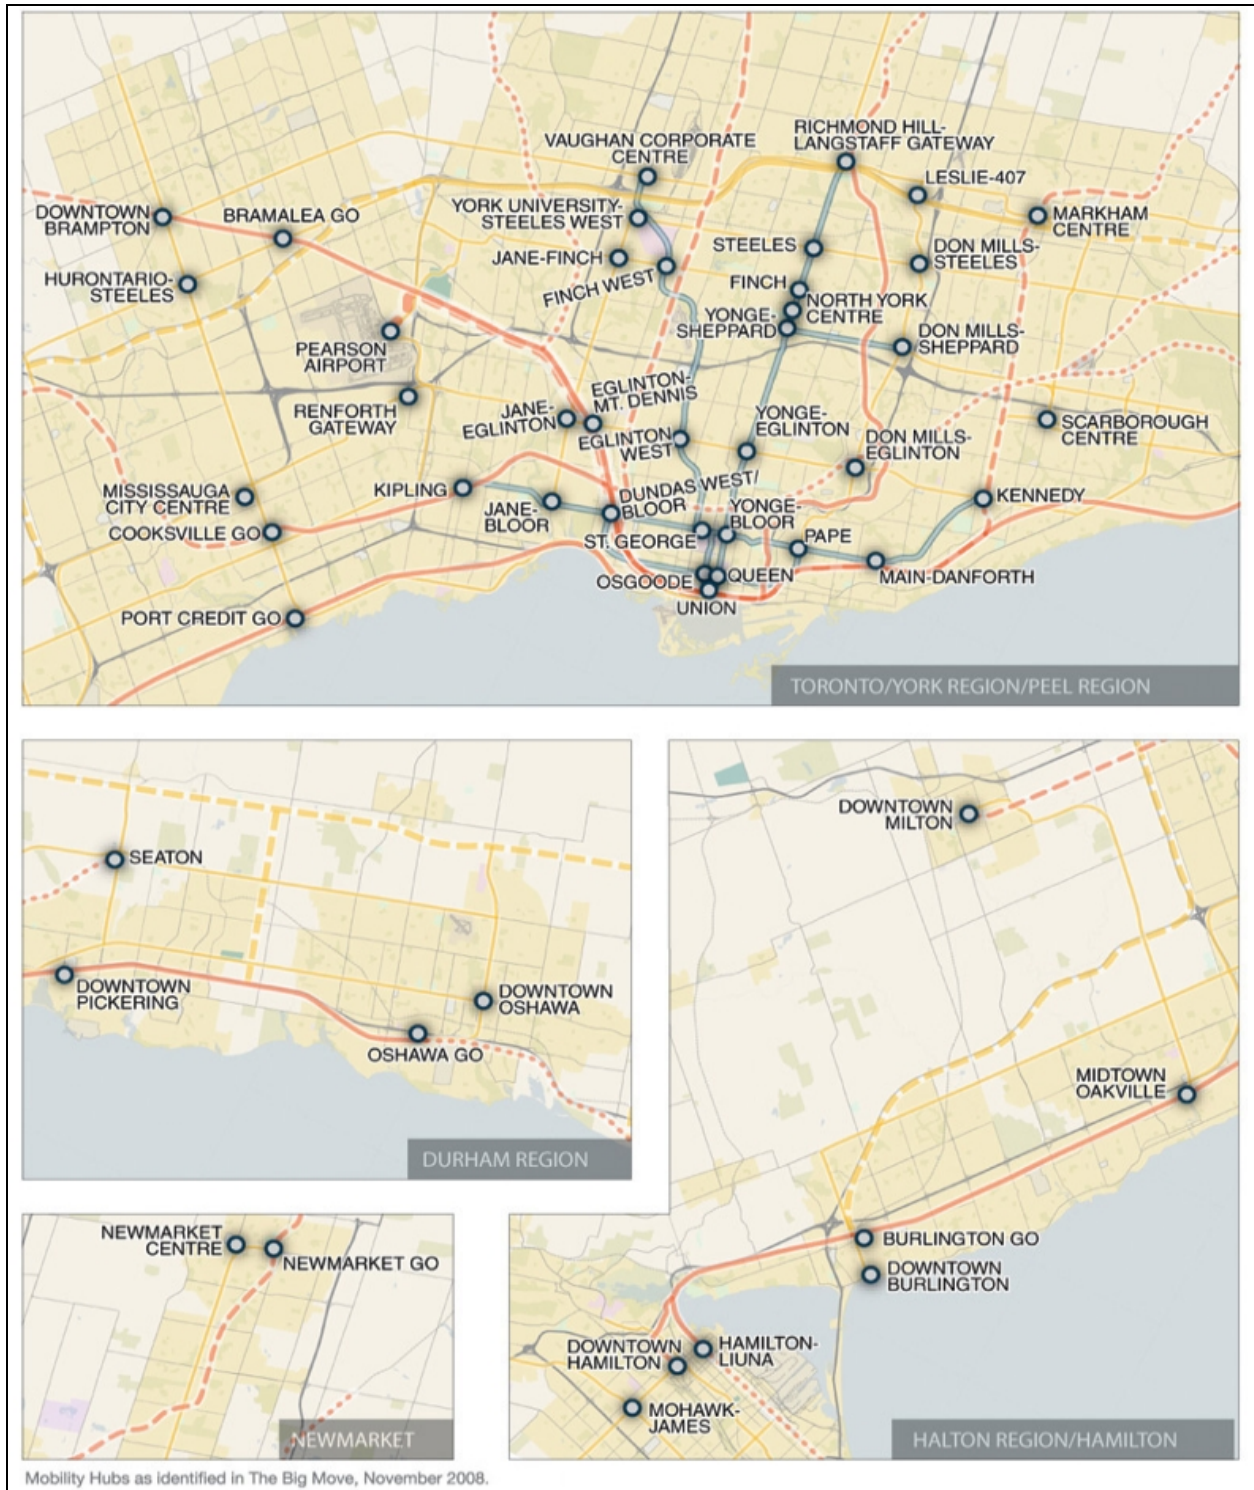 VAUGHAN CORPORATE
CENTRE
RICHMOND HILL-
LANGSTAFF GATEWAY
LESLIE-407
DOWNTOWN
BRAMPTON
BRAMALEA GO
YORK UNIVERSITY-
STEELES WEST
MARKHAM
CENTRE
STEELES
DON MILLS-
STEELES
JANE-FINCH
HURONTARIO-
STEELES
FINCH WEST
FINCH
NORTH YORK
CENTRE
YONGE-
SHEPPARD
DON MILLS-
SHEPPARD
PEARSON
AIRPORT
EGLINTON-
MT. DENNIS
RENFORTH
GATEWAY
JANE-
EGLINTON
EGLINTON
WEST
YONGE-
EGLINTON
DON MILLS-
EGLINTON
SCARBOROUGH
CENTRE
MISSISSAUGA
CITY CENTRE
KIPLING
DUNDAS WEST/
BLOOR
KENNEDY
JANE-
BLOOR
YONGE-
BLOOR
COOKSVILLE GO
ST. GEORGE
PAPE
OSGOODE
QUEEN
MAIN-DANFORTH
UNION
PORT CREDIT GO
TORONTO/YORK REGION/PEEL REGION
SEATON
DOWNTOWN
PICKERING
DOWNTOWN
OSHAWA
OSHAWA GO
DURHAM REGION
DOWNTOWN
MILTON
MIDTOWN
OAKVILLE
BURLINGTON GO
DOWNTOWN
BURLINGTON
DOWNTOWN
HAMILTON
HAMILTON-
LIUNA
MOHAWK-
JAMES
HALTON REGION/HAMILTON
NEWMARKET
CENTRE
NEWMARKET GO
NEWMARKET
Mobility Hubs as identified in The Big Move, November 2008.